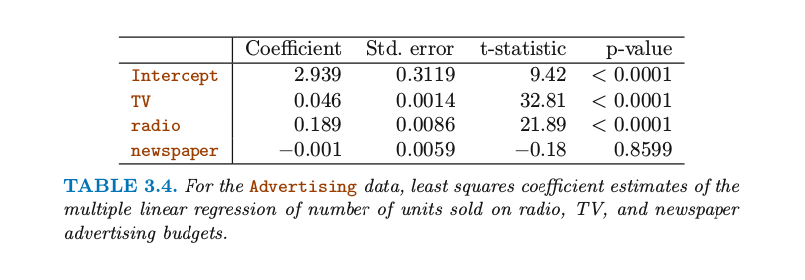 Coefficient Std. error t-statistic p-value
Intercept 2.939 0.3119 9.42 < 0.0001
TV 0.046 0.0014 32.81 < 0.0001
radio 0.189 0.0086 21.89 < 0.0001
newspaper −0.001 0.0059 −0.18 0.8599
TABLE 3.4. For the Advertising data, least squares coefficient estimates of the
multiple linear regression of number of units sold on radio, TV, and newspaper
advertising budgets.